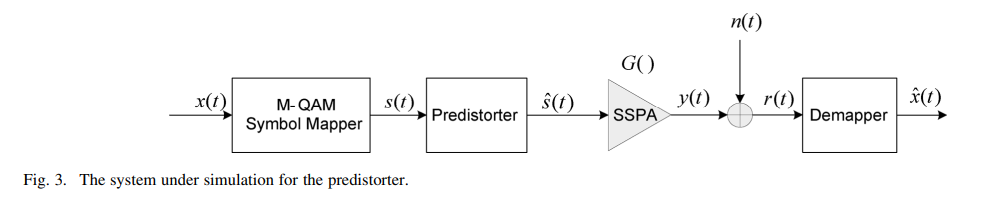 n(t)
G()
x(t)
M-QAM
Symbol Mapper
s(t)
Predistorter
ŝ(t)
SSPA
y(t)
r(t)
Demapper
x̂(t)
Fig. 3. The system under simulation for the predistorter.